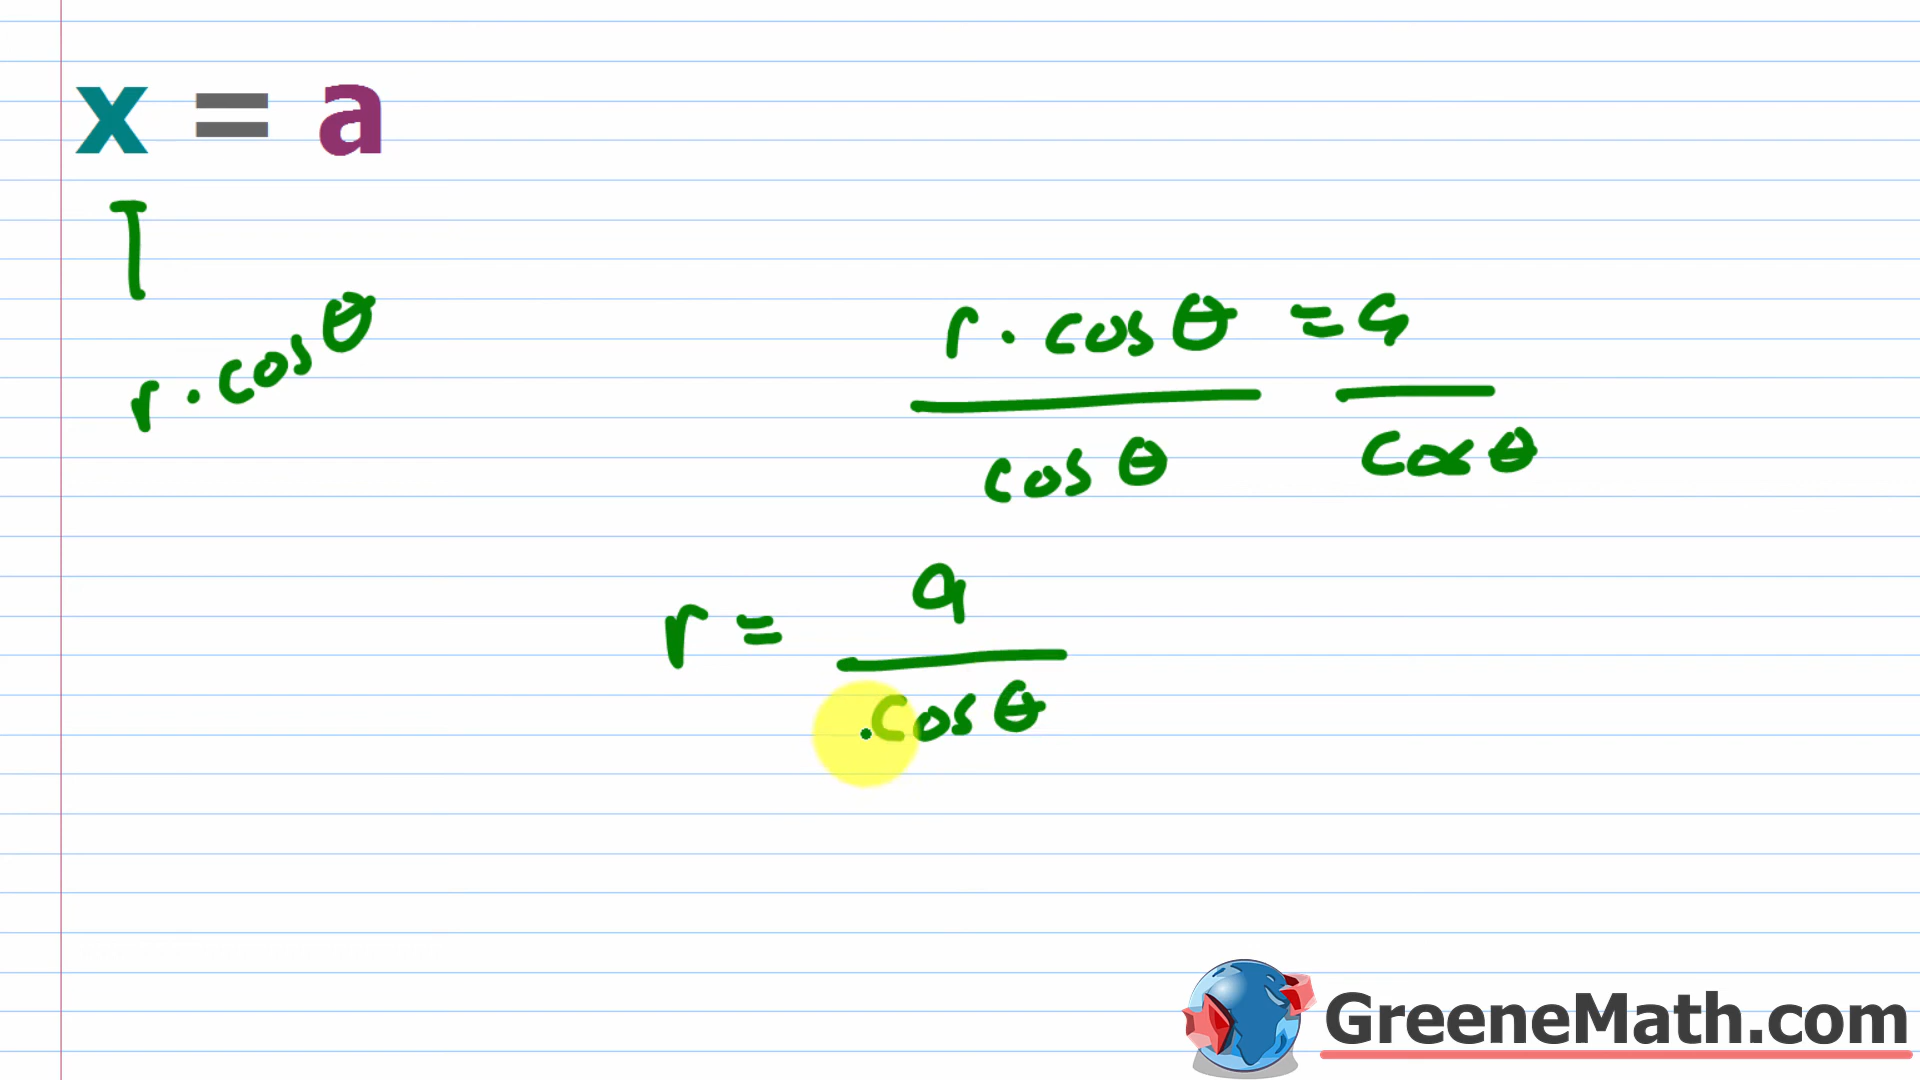 x = a
r · cos θ
r · cos θ = a
cos θ cos θ
r = a
cos θ
GreeneMath.com